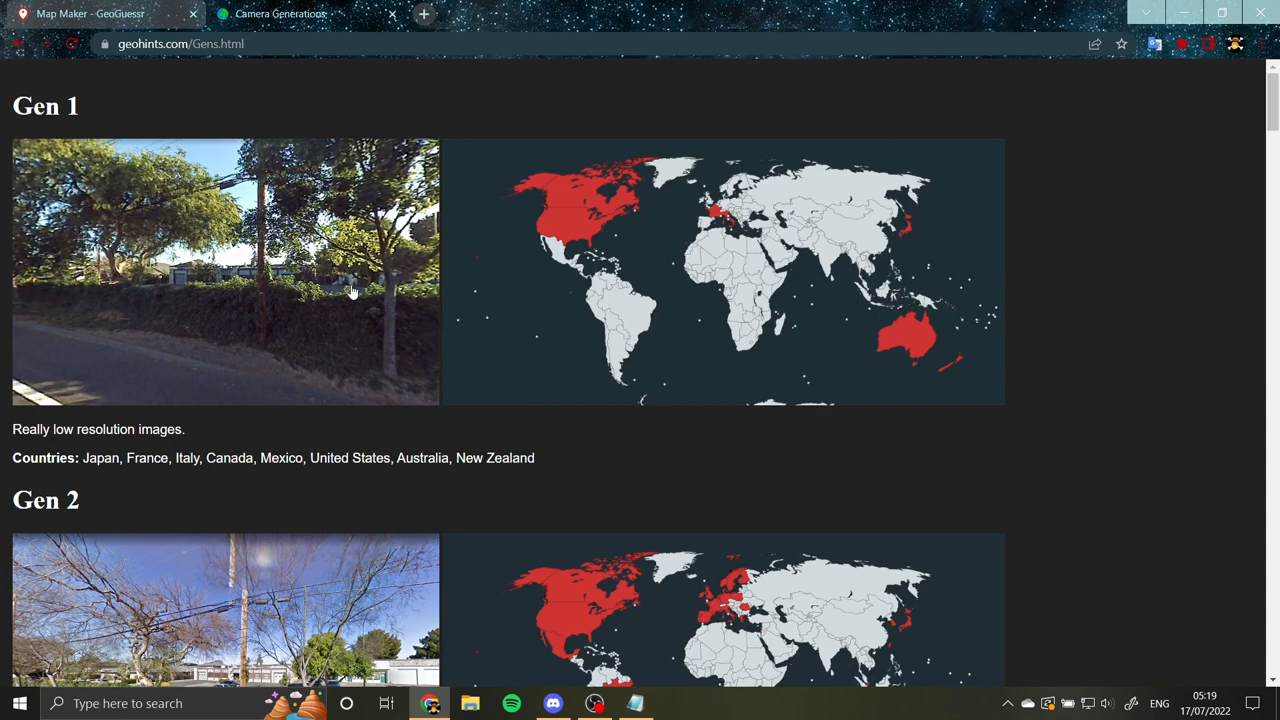 Map Maker - GeoGuessr
Camera Generations
geohints.com/Gens.html
Gen 1
Really low resolution images.
Countries: Japan, France, Italy, Canada, Mexico, United States, Australia, New Zealand
Gen 2
Type here to search
ENG
05:19
17/07/2022